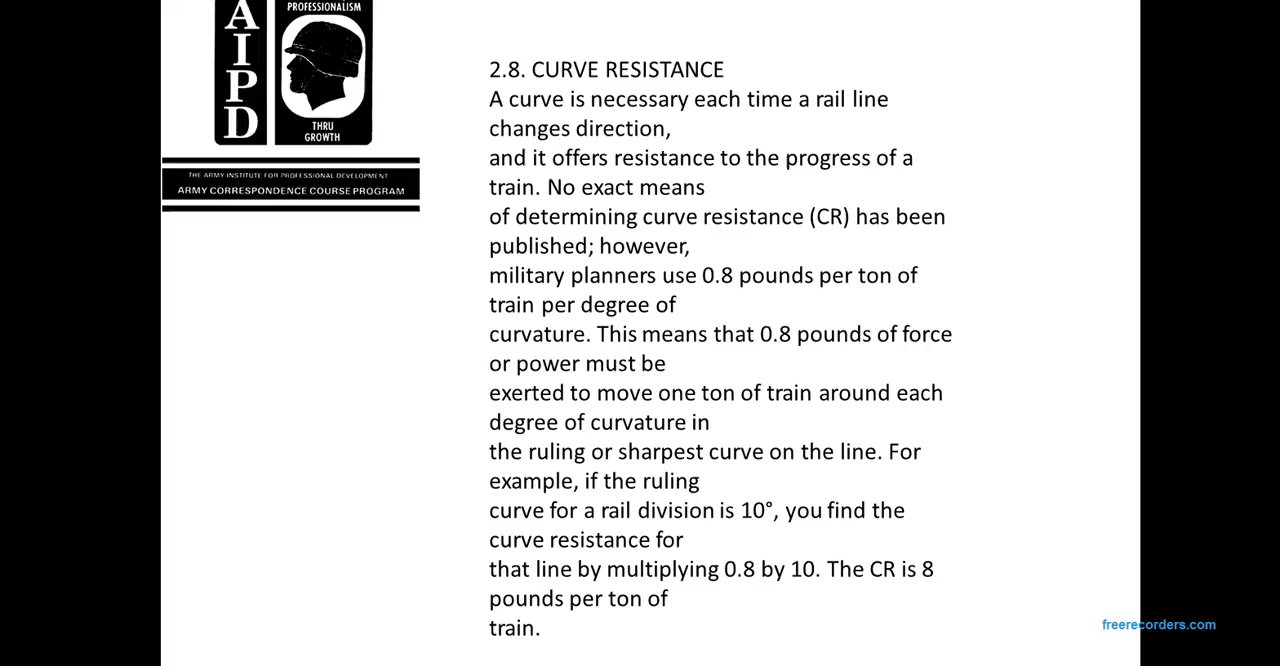 A
I
P
D
PROFESSIONALISM
THRU
GROWTH
THE ARMY INSTITUTE FOR PROFESSIONAL DEVELOPMENT
ARMY CORRESPONDENCE COURSE PROGRAM
2.8. CURVE RESISTANCE
A curve is necessary each time a rail line
changes direction,
and it offers resistance to the progress of a
train. No exact means
of determining curve resistance (CR) has been
published; however,
military planners use 0.8 pounds per ton of
train per degree of
curvature. This means that 0.8 pounds of force
or power must be
exerted to move one ton of train around each
degree of curvature in
the ruling or sharpest curve on the line. For
example, if the ruling
curve for a rail division is 10°, you find the
curve resistance for
that line by multiplying 0.8 by 10. The CR is 8
pounds per ton of
train.
freerecorders.com